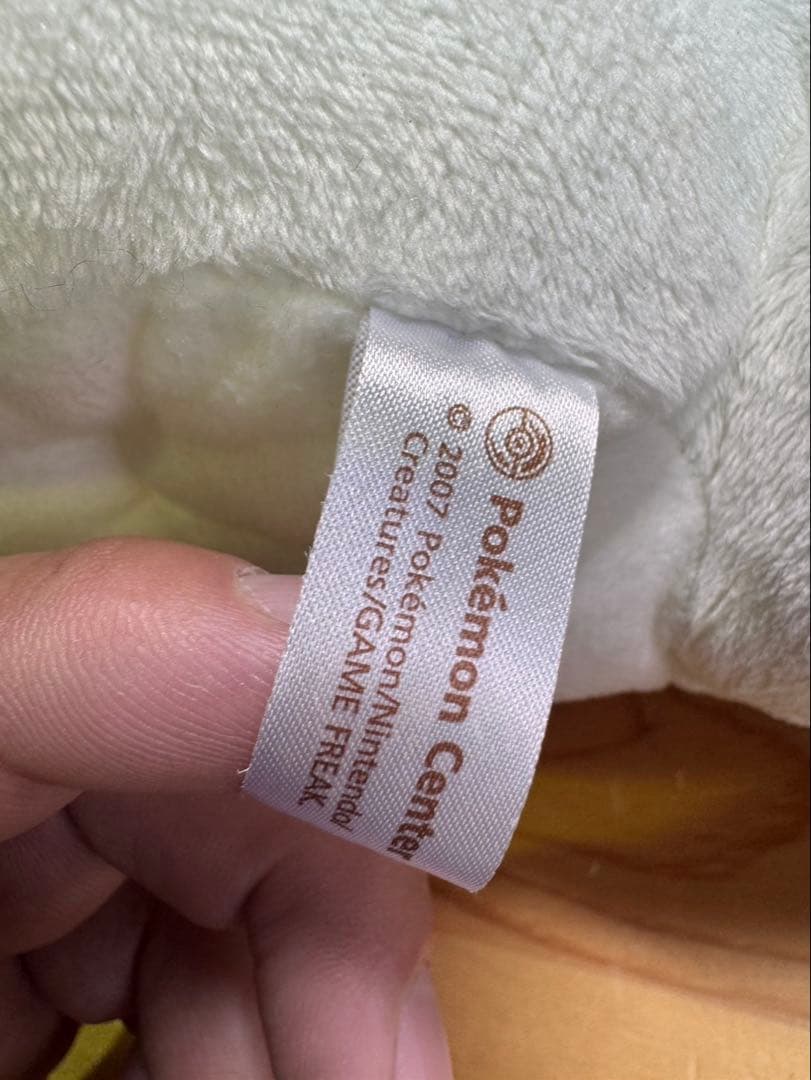 Pokémon Center
© 2007 Pokémon/Nintendo/
Creatures/GAME FREAK